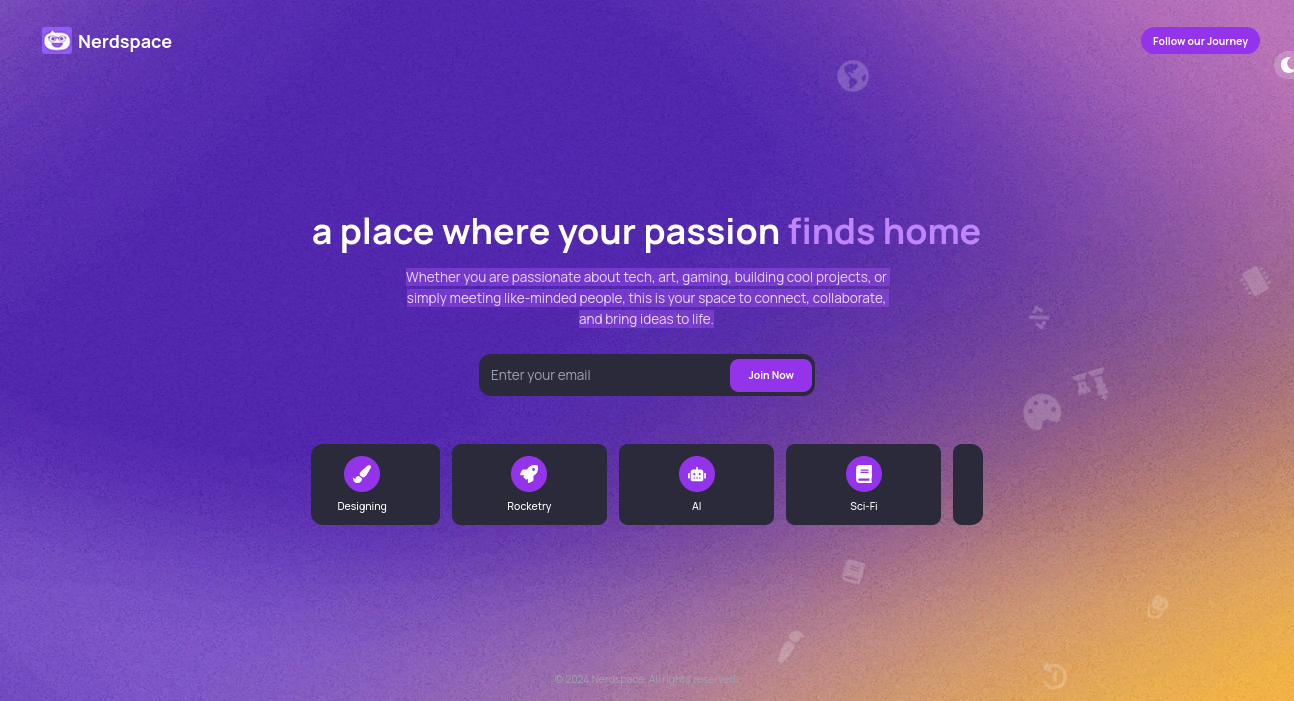 Nerdspace
Follow our Journey
a place where your passion finds home
Whether you are passionate about tech, art, gaming, building cool projects, or
simply meeting like-minded people, this is your space to connect, collaborate,
and bring ideas to life.
Enter your email
Join Now
Designing
Rocketry
AI
Sci-Fi
© 2024 Nerdspace. All rights reserved.